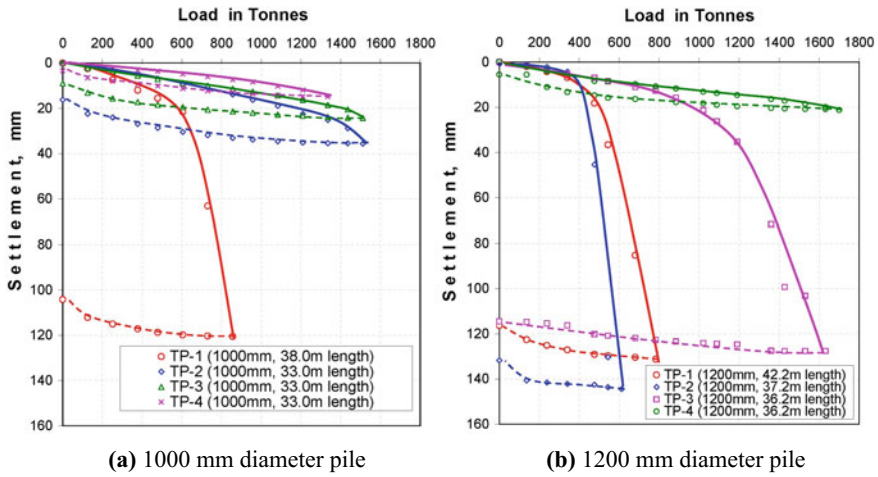 Load in Tonnes
0 200 400 600 800 1000 1200 1400 1600 1800
Settlement, mm
0
20
40
60
80
100
120
140
160
TP-1 (1000mm, 38.0m length)
TP-2 (1000mm, 33.0m length)
TP-3 (1000mm, 33.0m length)
TP-4 (1000mm, 33.0m length)
(a) 1000 mm diameter pile
Load in Tonnes
0 200 400 600 800 1000 1200 1400 1600 1800
Settlement, mm
0
20
40
60
80
100
120
140
160
TP-1 (1200mm, 42.2m length)
TP-2 (1200mm, 37.2m length)
TP-3 (1200mm, 36.2m length)
TP-4 (1200mm, 36.2m length)
(b) 1200 mm diameter pile